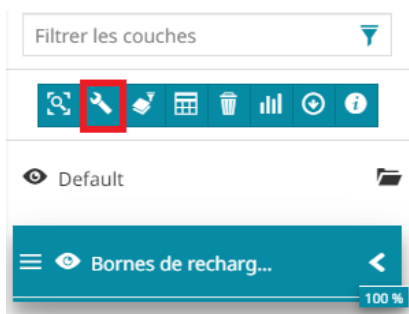 Filtrer les couches
Default
Bornes de recharg...
100 %